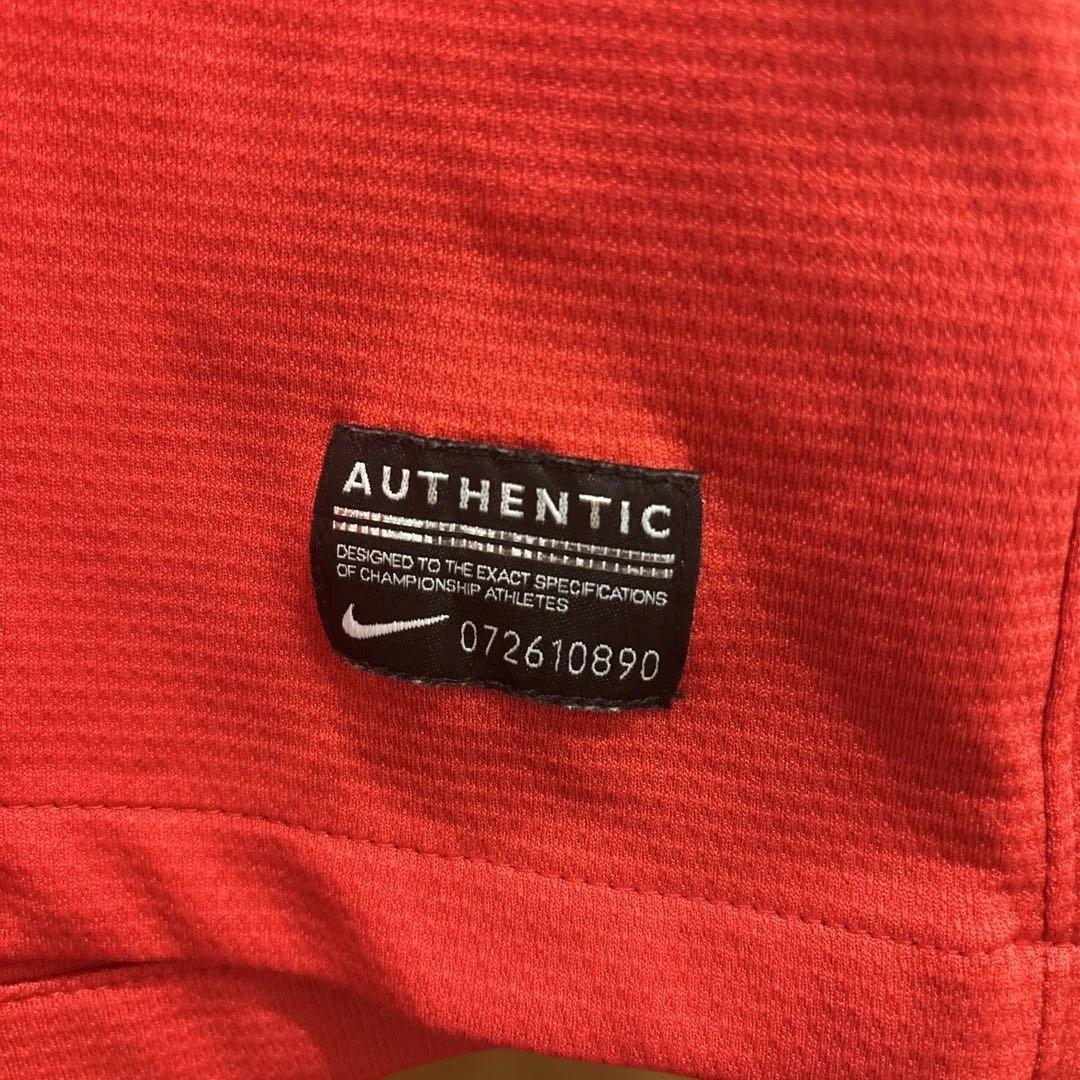 AUTHENTIC
DESIGNED TO THE EXACT SPECIFICATIONS
OF CHAMPIONSHIP ATHLETES
072610890